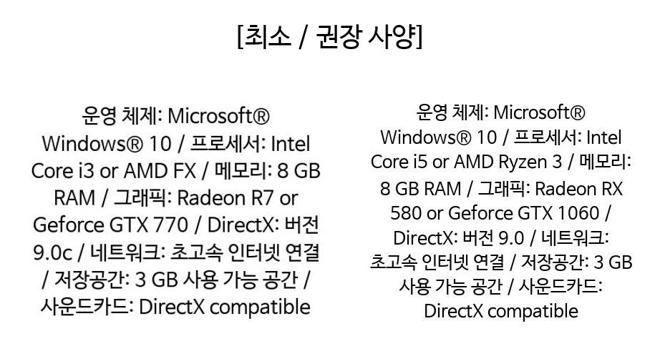 [최소 / 권장 사양]
운영 체제: Microsoft®
Windows® 10 / 프로세서: Intel
Core i3 or AMD FX / 메모리: 8 GB
RAM / 그래픽: Radeon R7 or
Geforce GTX 770 / DirectX: 버전
9.0c / 네트워크: 초고속 인터넷 연결
/ 저장공간: 3 GB 사용 가능 공간 /
사운드카드: DirectX compatible
운영 체제: Microsoft®
Windows® 10 / 프로세서: Intel
Core i5 or AMD Ryzen 3 / 메모리:
8 GB RAM / 그래픽: Radeon RX
580 or Geforce GTX 1060 /
DirectX: 버전 9.0 / 네트워크:
초고속 인터넷 연결 / 저장공간: 3 GB
사용 가능 공간 / 사운드카드:
DirectX compatible